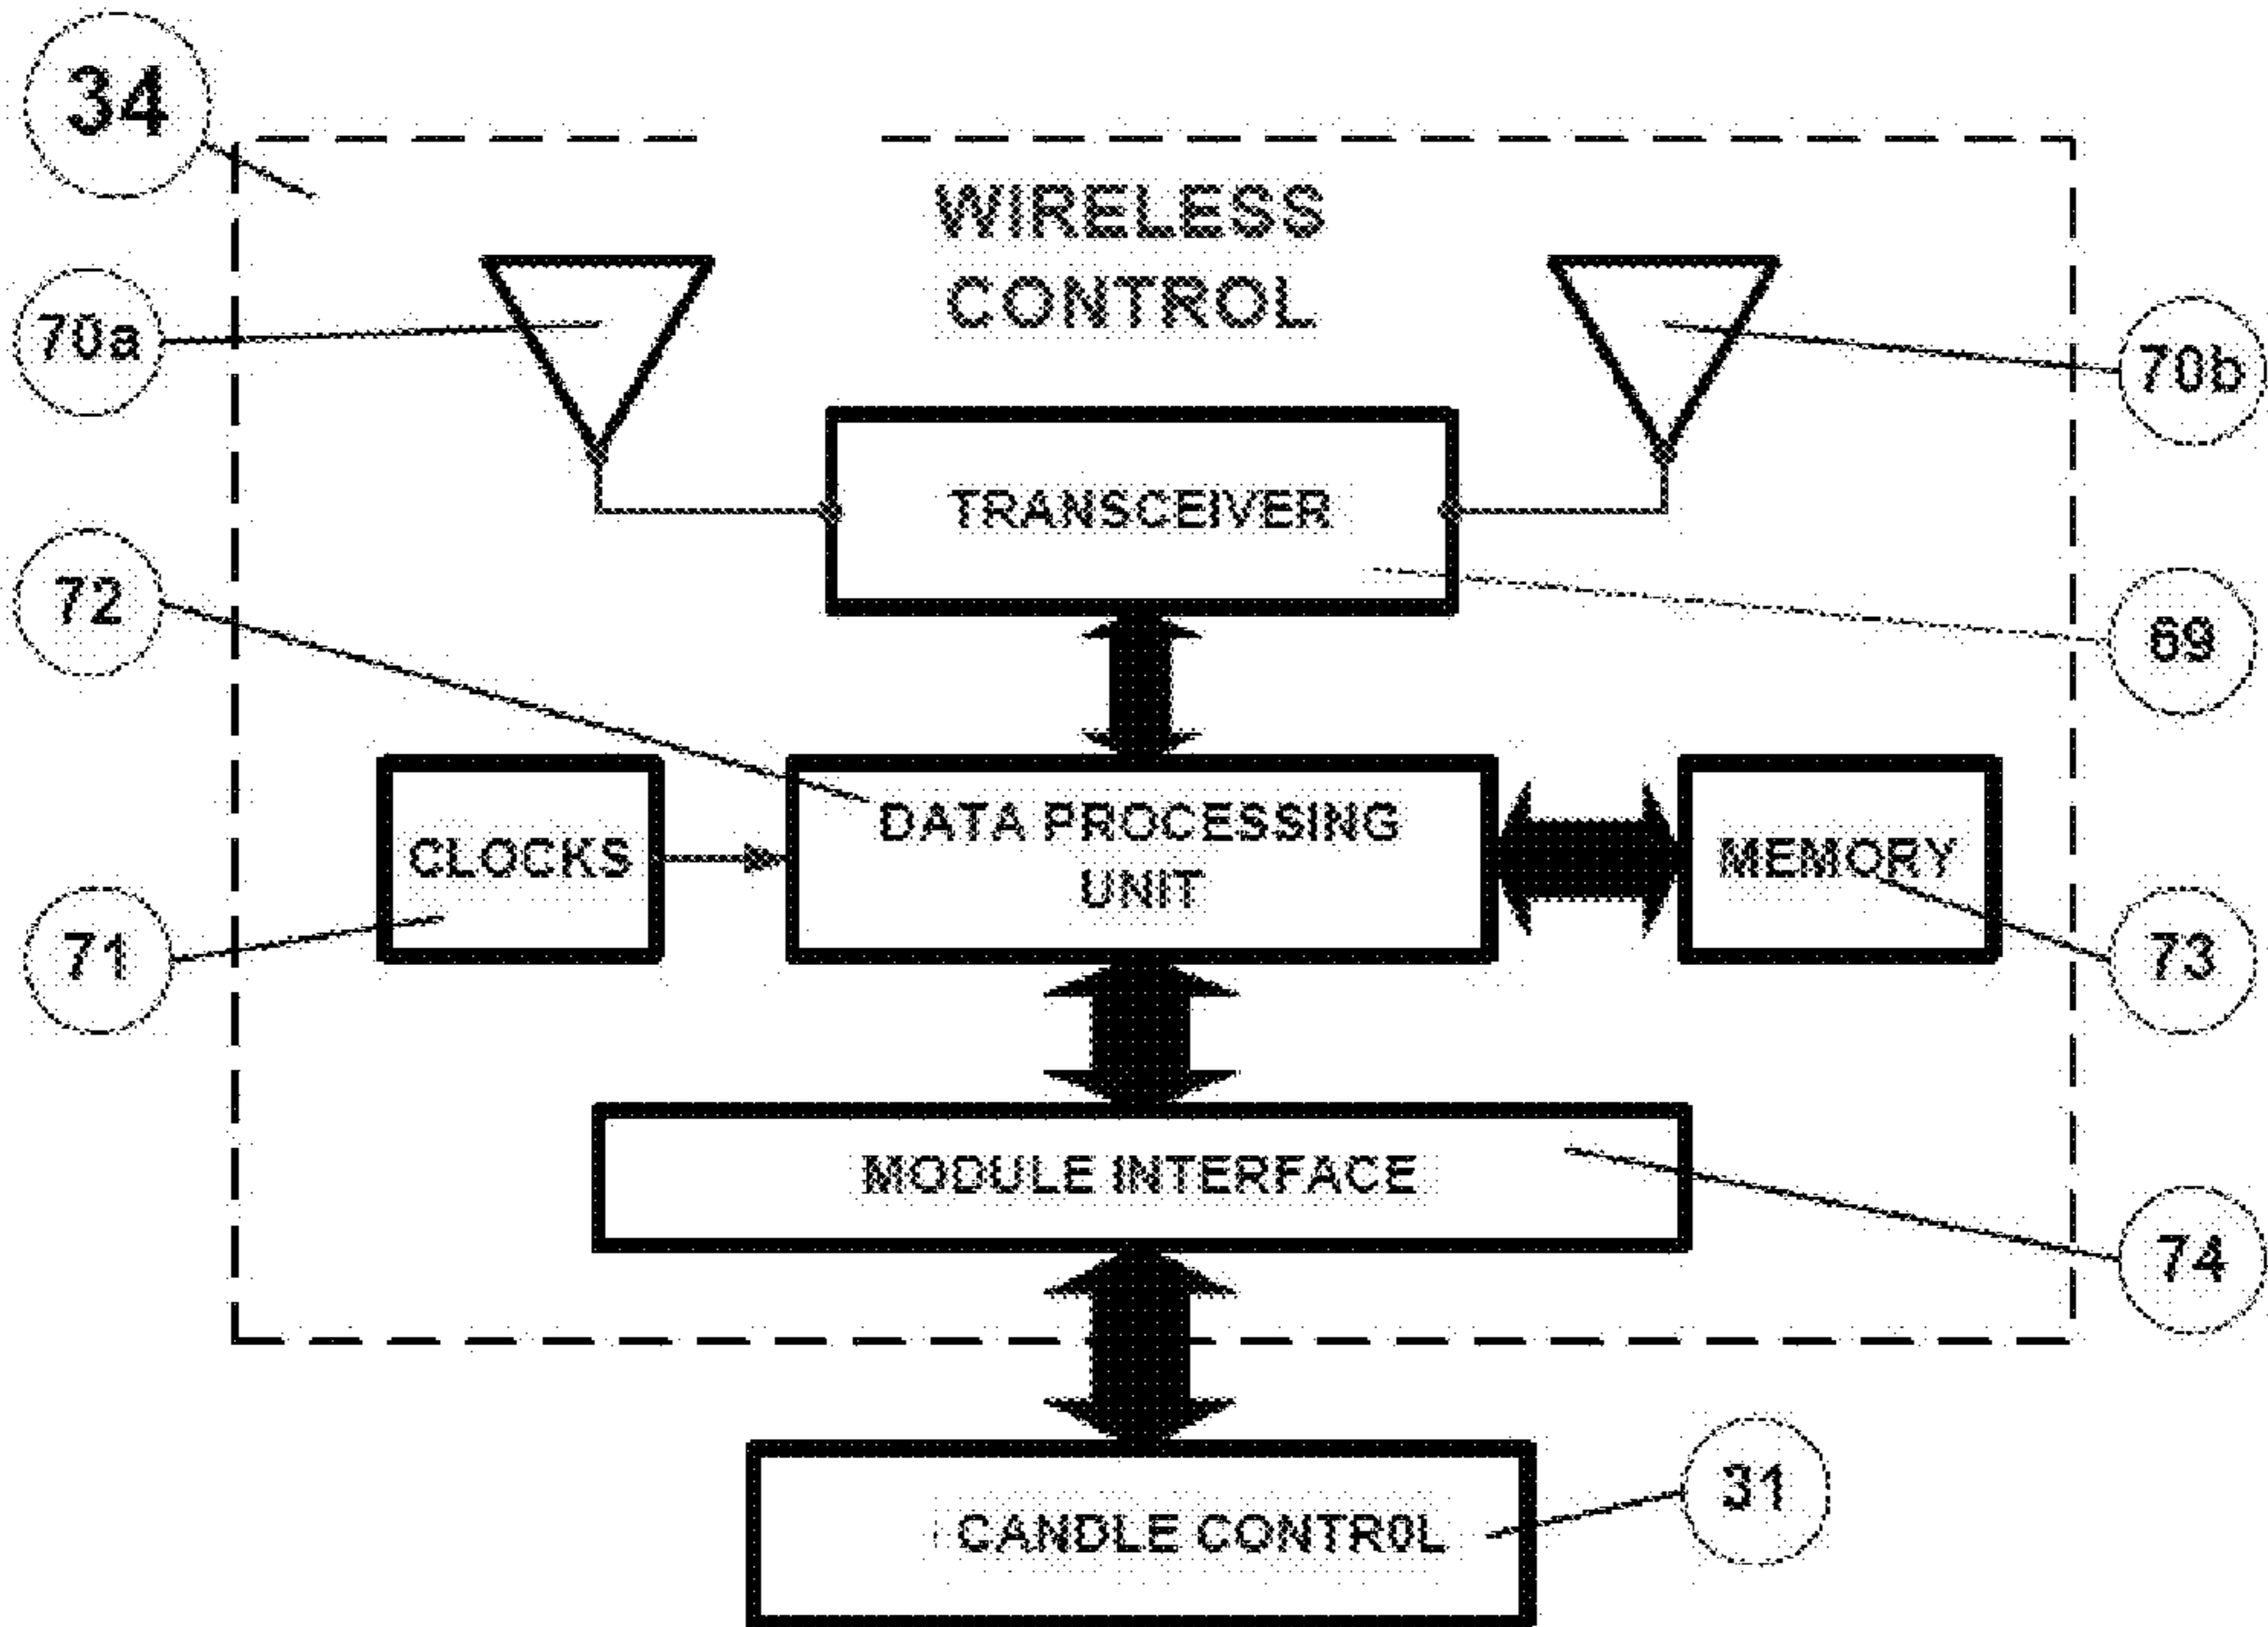 34
WIRELESS
CONTROL
70a
70b
TRANSCEIVER
72
69
DATA PROCESSING
UNIT
CLOCKS
MEMORY
71
73
MODULE INTERFACE
74
31
CANDLE CONTR0L